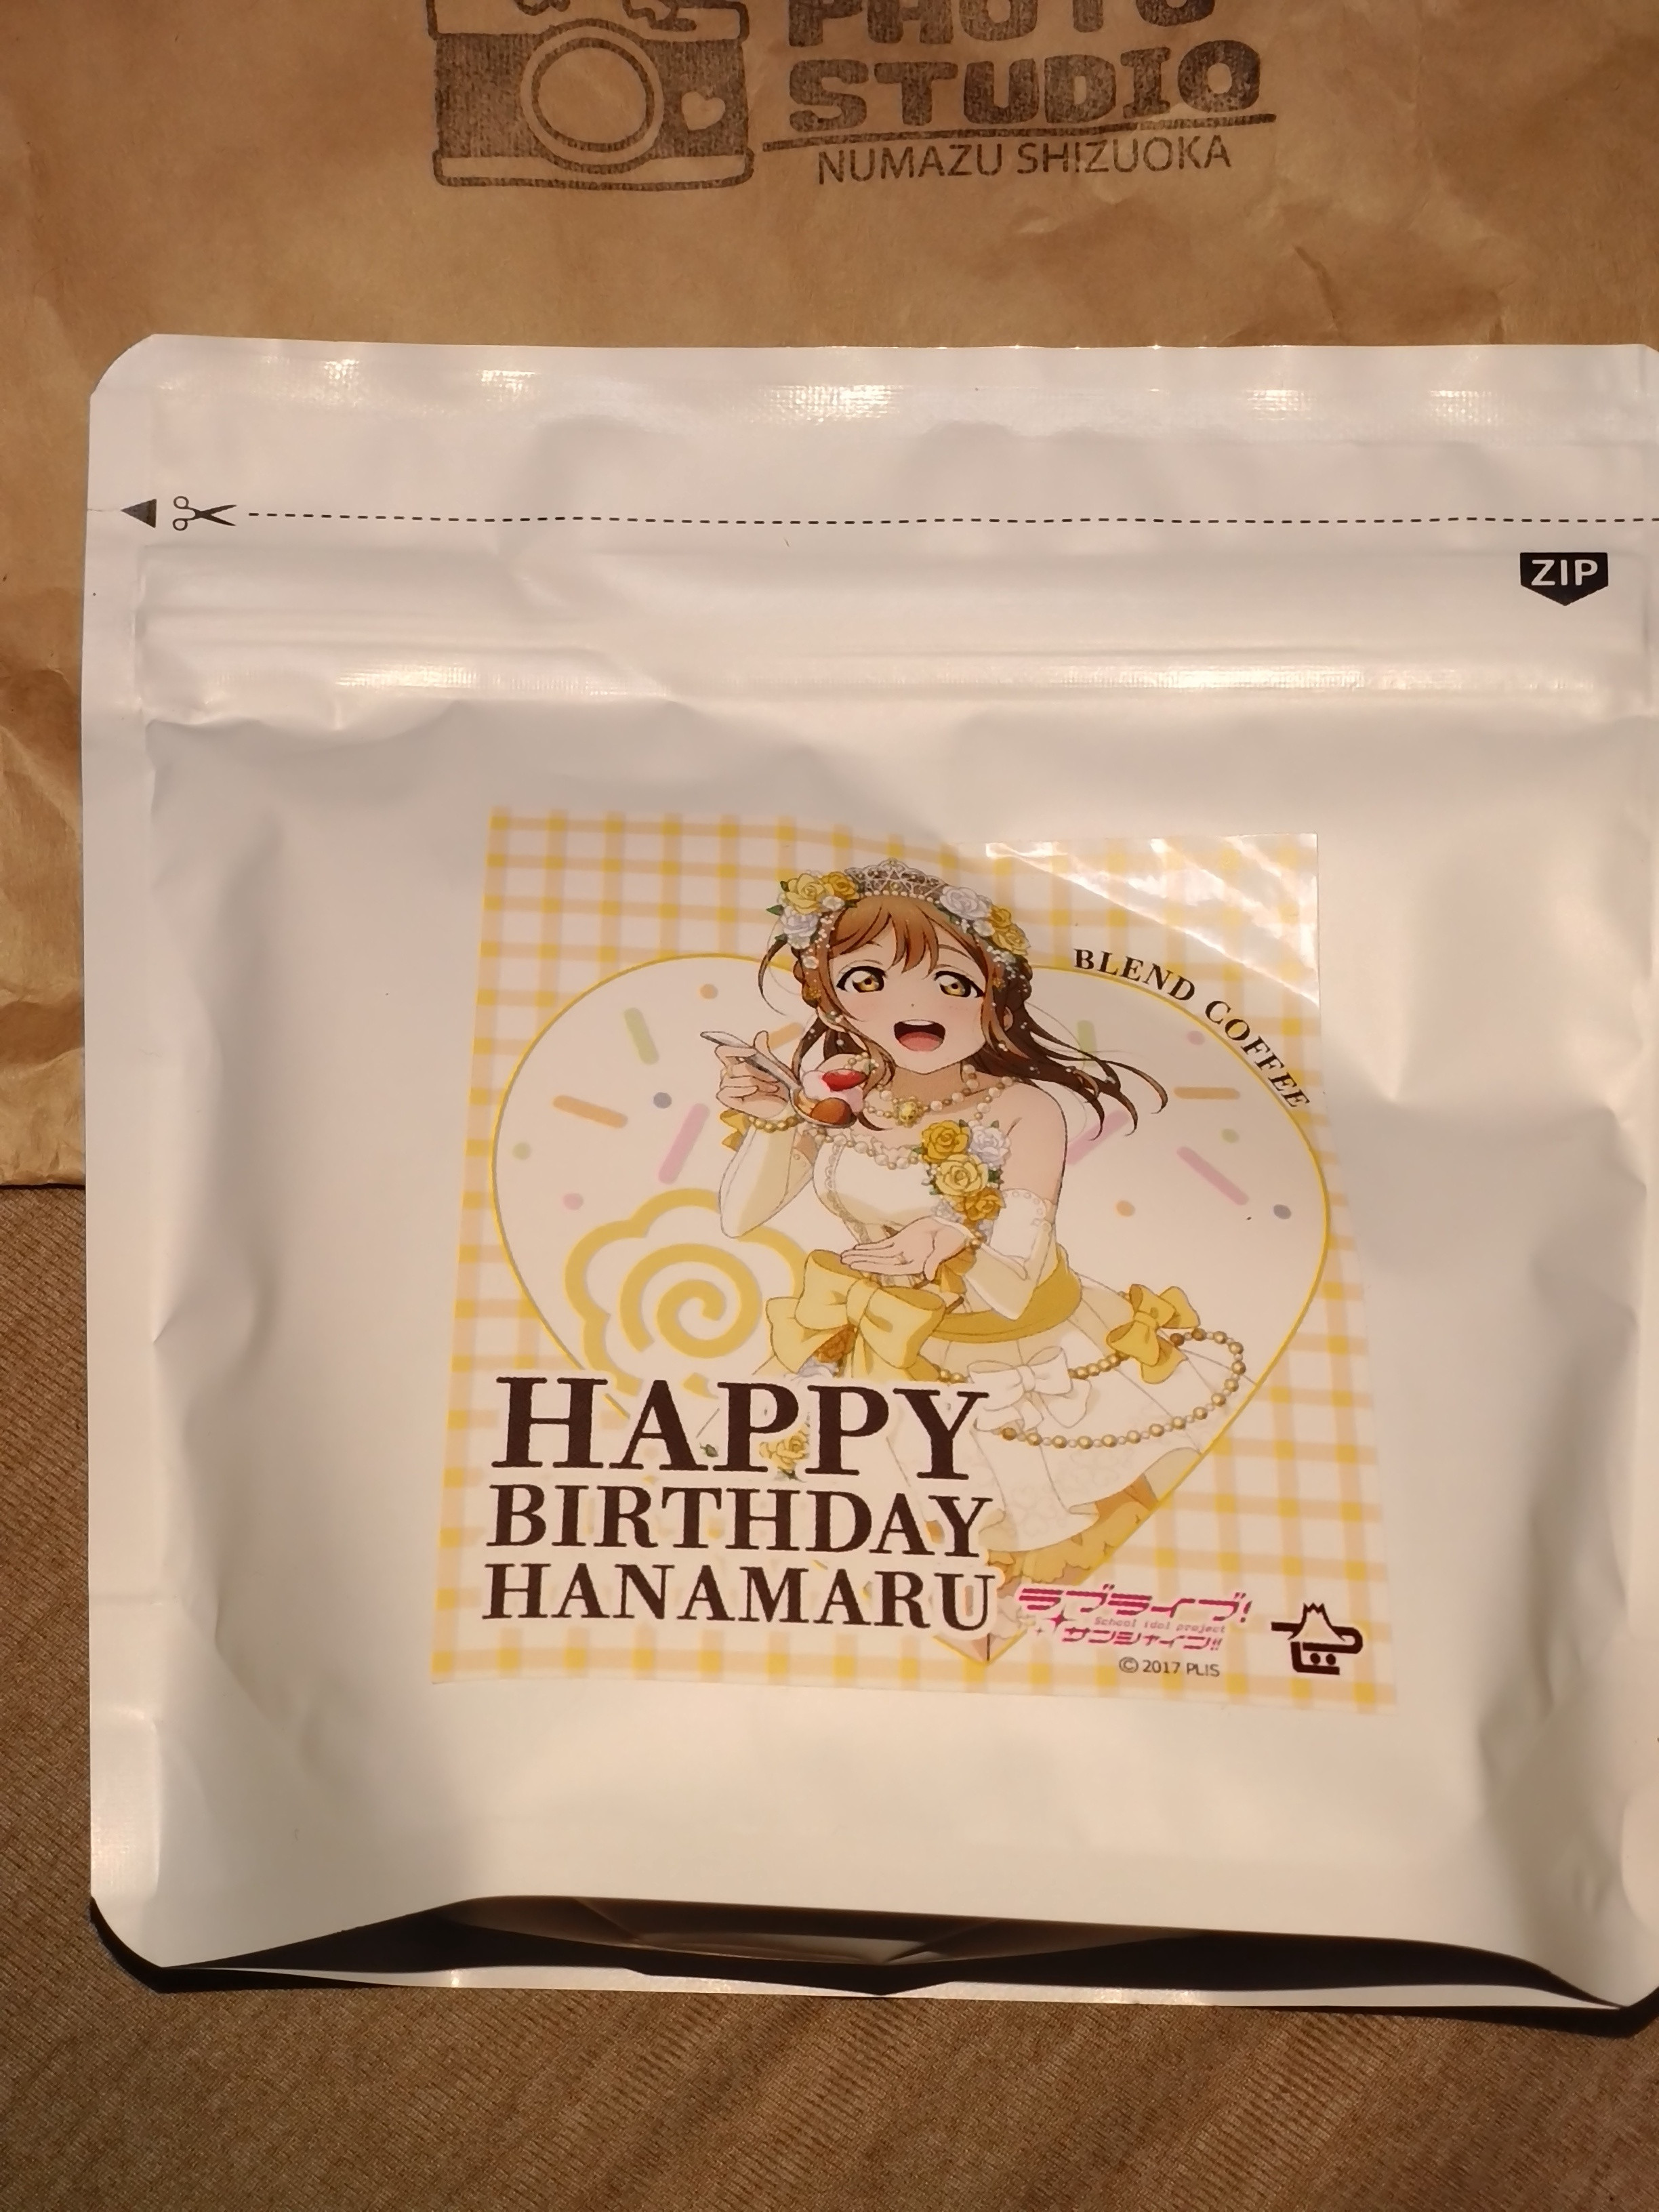 PHOTO
STUDIO
NUMAZU SHIZUOKA
ZIP
BLEND COFFEE
HAPPY
BIRTHDAY
HANAMARU
ラブライブ!
School idol project
サンシャイン!!
© 2017 PLIS